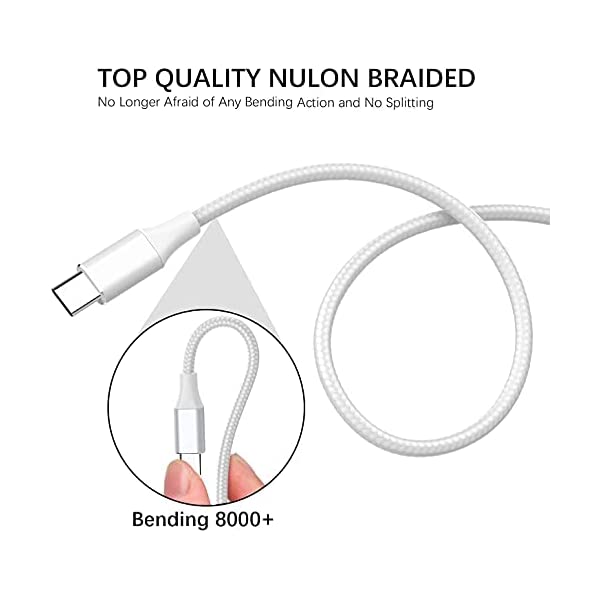 TOP QUALITY NULON BRAIDED
No Longer Afraid of Any Bending Action and No Splitting
Bending 8000+